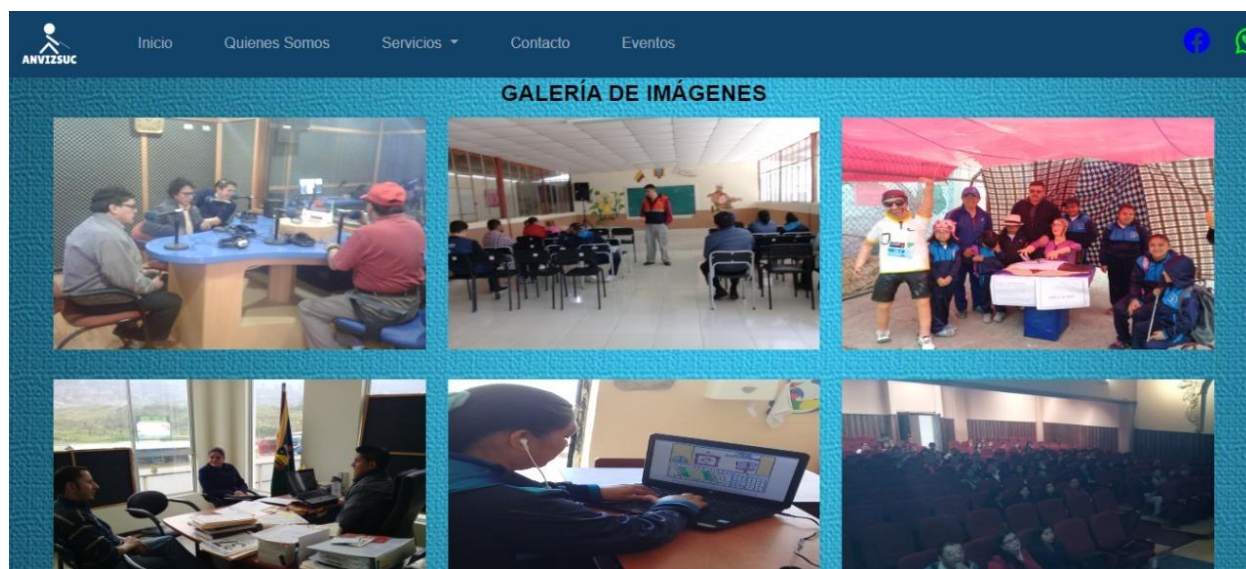 ANVIZSUC
Inicio Quienes Somos Servicios Contacto Eventos
GALERÍA DE IMÁGENES